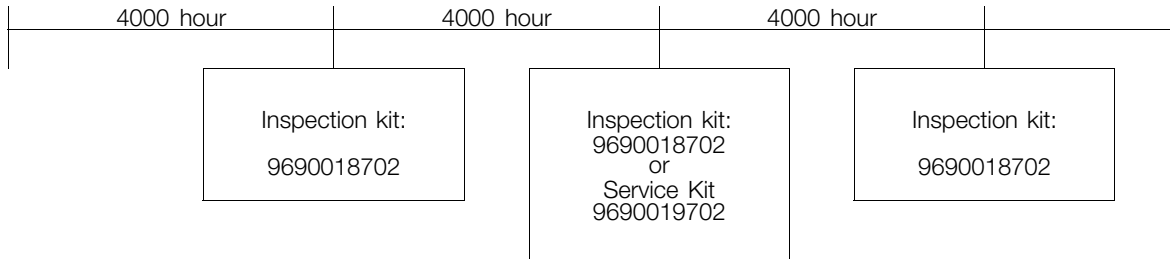 4000 hour
4000 hour
4000 hour
Inspection kit:
9690018702
Inspection kit:
9690018702
or
Service Kit
9690019702
Inspection kit:
9690018702